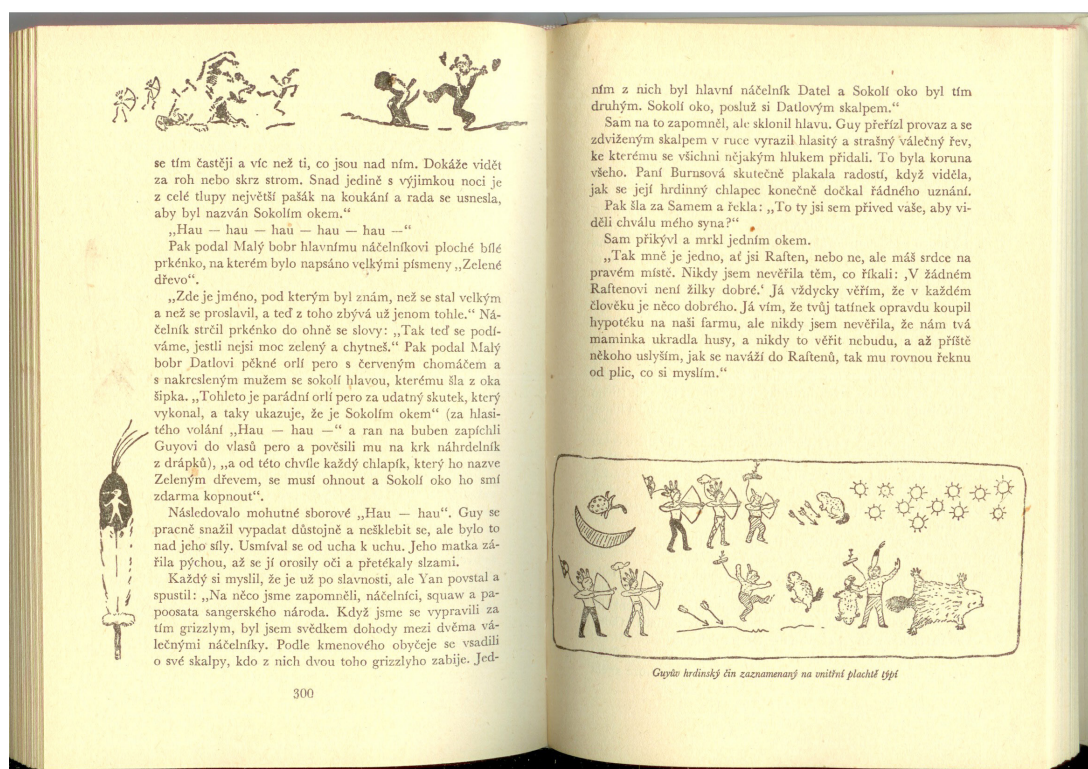 se tím častěji a víc než ti, co jsou nad ním. Dokáže vidět
za roh nebo skrz strom. Snad jedině s výjimkou noci je
z celé tlupy největší pašák na koukání a rada se usnesla,
aby byl nazván Sokolím okem.“
„Hau — hau — hau — hau — hau —“
Pak podal Malý bobr hlavnímu náčelníkovi ploché bílé
prkénko, na kterém bylo napsáno velkými písmeny „Zelené
dřevo“.
„Zde je jméno, pod kterým byl znám, než se stal velkým
a než se proslavil, a teď z toho zbývá už jenom tohle.“ Ná-
čelník strčil prkénko do ohně se slovy: „Tak teď se podí-
váme, jestli nejsi moc zelený a chytneš.“ Pak podal Malý
bobr Datlovi pěkné orlí pero s červeným chomáčem a
s nakresleným mužem se sokolí hlavou, kterému šla z oka
šipka. „Tohleto je parádní orlí pero za udatný skutek, který
vykonal, a taky ukazuje, že je Sokolím okem“ (za hlasi-
tého volání „Hau — hau —“ a ran na buben zapíchli
Guyovi do vlasů pero a pověsili mu na krk náhrdelník
z drápků), „a od této chvíle každý chlapík, který ho nazve
Zeleným dřevem, se musí ohnout a Sokolí oko ho smí
zdarma kopnout“.
Následovalo mohutné sborové „Hau — hau“. Guy se
pracně snažil vypadat důstojně a nešklebit se, ale bylo to
nad jeho síly. Usmíval se od ucha k uchu. Jeho matka zá-
řila pýchou, až se jí orosily oči a přetékaly slzami.
Každý si myslil, že je už po slavnosti, ale Yan povstal a
spustil: „Na něco jsme zapomněli, náčelníci, squaw a pa-
poosata sangerského národa. Když jsme se vypravili za
tím grizzlym, byl jsem svědkem dohody mezi dvěma vá-
lečnými náčelníky. Podle kmenového obyčeje se vsadili
o své skalpy, kdo z nich dvou toho grizzlyho zabije. Jed-
300
ním z nich byl hlavní náčelník Datel a Sokolí oko byl tím
druhým. Sokolí oko, posluž si Datlovým skalpem.“
Sam na to zapomněl, ale sklonil hlavu. Guy přeřízl provaz a se
zdviženým skalpem v ruce vyrazil hlasitý a strašný válečný řev,
ke kterému se všichni nějakým hlukem přidali. To byla koruna
všeho. Paní Burnsová skutečně plakala radostí, když viděla,
jak se její hrdinný chlapec konečně dočkal řádného uznání.
Pak šla za Samem a řekla: „To ty jsi sem přived vaše, aby vi-
děli chválu mého syna?“
Sam přikývl a mrkl jedním okem.
„Tak mně je jedno, ať jsi Raften, nebo ne, ale máš srdce na
pravém místě. Nikdy jsem nevěřila těm, co říkali: ‚V žádném
Raftenovi není žilky dobré.‘ Já vždycky věřím, že v každém
člověku je něco dobrého. Já vím, že tvůj tatínek opravdu koupil
hypotéku na naši farmu, ale nikdy jsem nevěřila, že nám tvá
maminka ukradla husy, a nikdy to věřit nebudu, a až příště
někoho uslyším, jak se naváží do Raftenů, tak mu rovnou řeknu
od plic, co si myslím.“
Guyův hrdinský čin zaznamenaný na vnitřní plachtě týpí